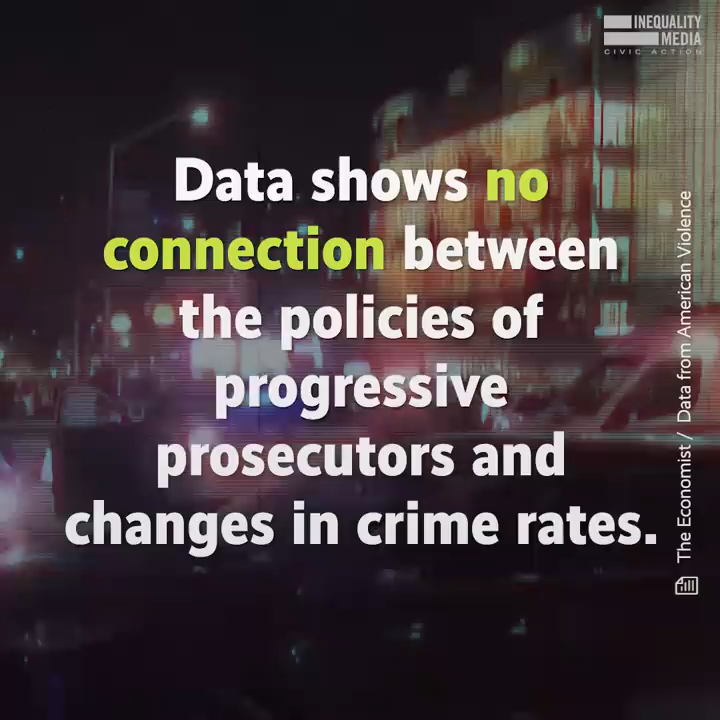 INEQUALITY
MEDIA
CIVIC ACTION
Data shows no
connection between
the policies of
progressive
prosecutors and
changes in crime rates.
The Economist / Data from American Violence